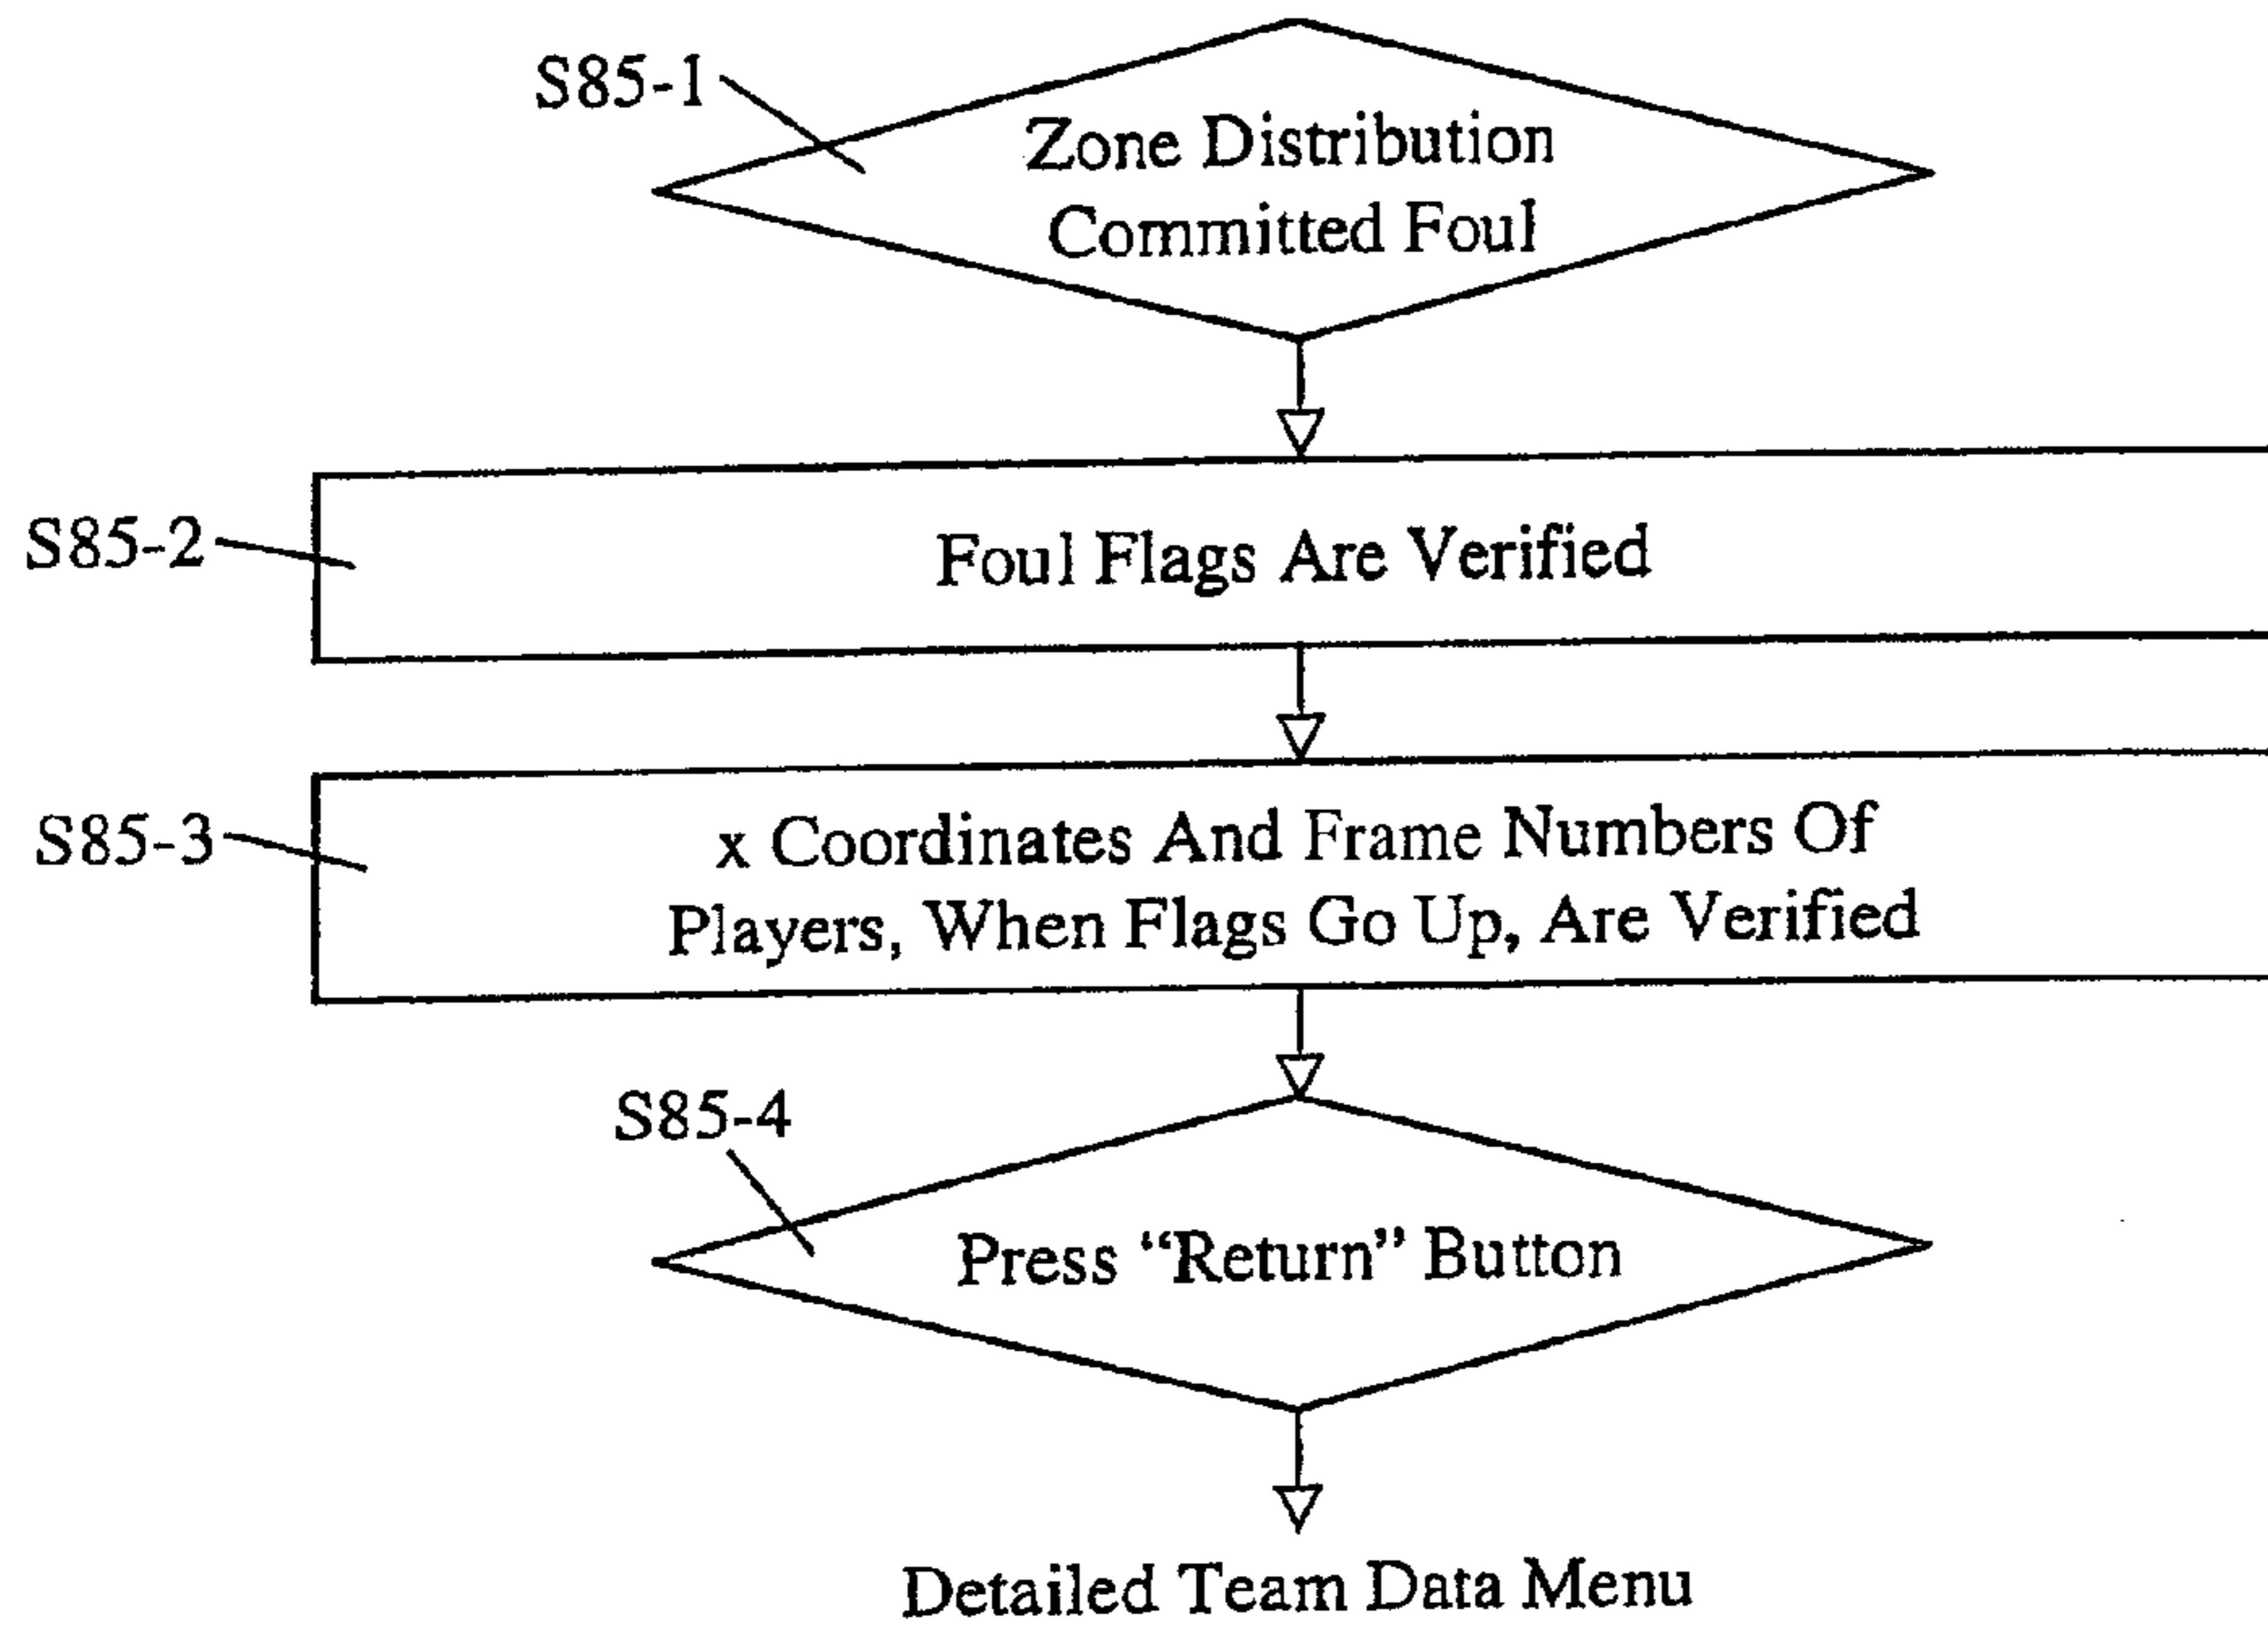 S85-1
Zone Distribution
Committed Foul
S85-2
Foul Flags Are Verified
S85-3
x Coordinates And Frame Numbers Of
Players, When Flags Go Up, Are Verified
S85-4
Press “Return” Button
Detailed Team Data Menu